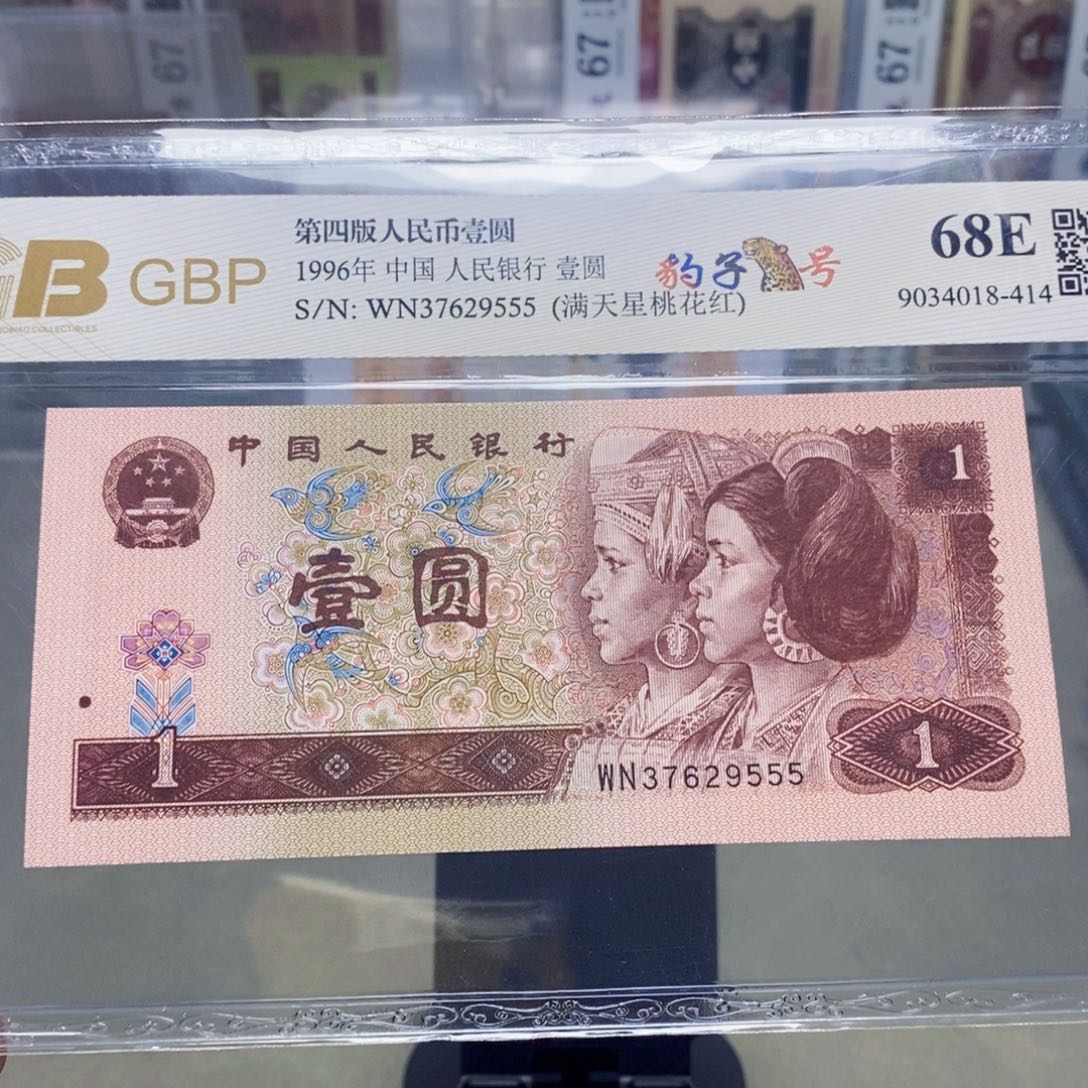 67
67
第四版人民币壹圆
68E
GBP
1996年 中国 人民银行 壹圆
豹子号
S/N: WN37629555 (满天星桃花红)
9034018-414
中国人民银行
1
壹圆
1
1
WN37629555